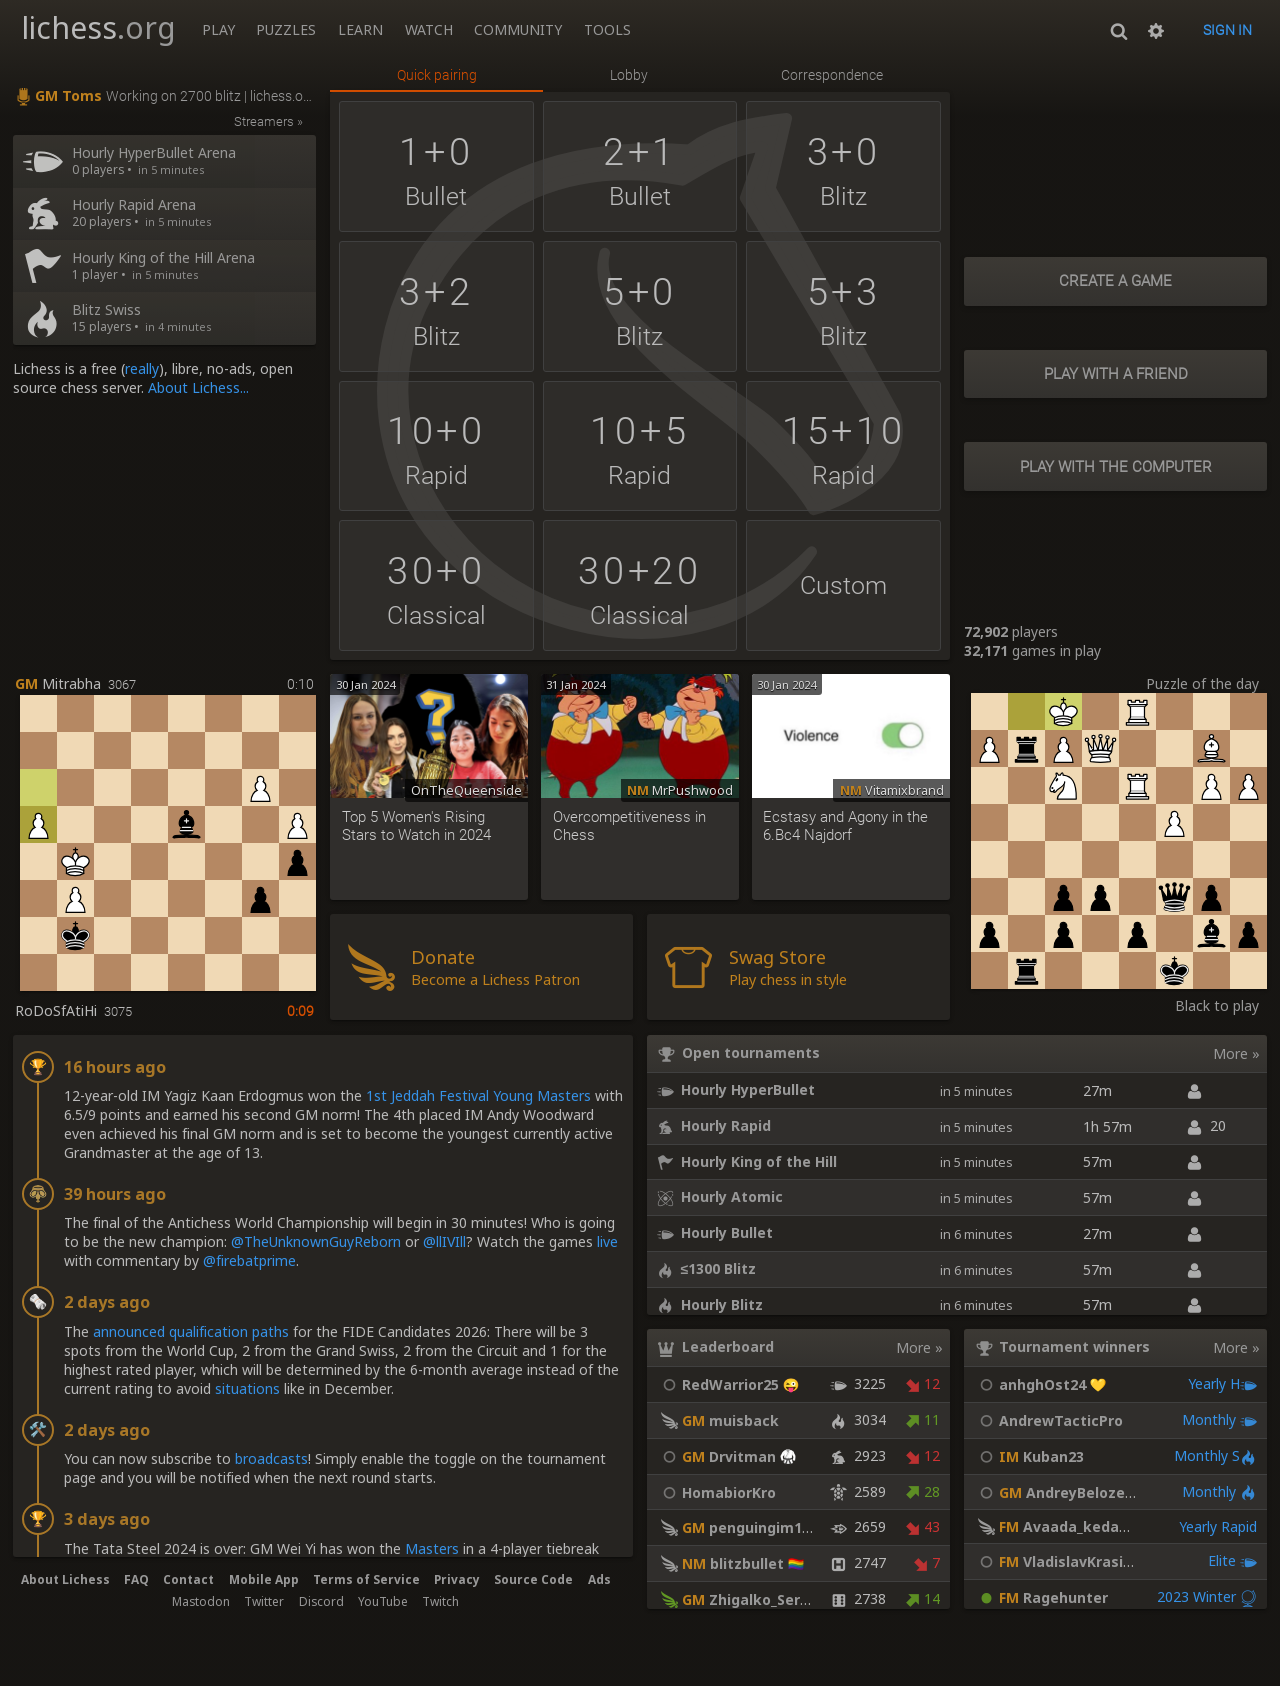 lichess.org PLAY PUZZLES LEARN WATCH COMMUNITY TOOLS SIGN IN
Quick pairing Lobby Correspondence
GM Toms Working on 2700 blitz | lichess.o...
Streamers »
Hourly HyperBullet Arena
0 players • in 5 minutes
Hourly Rapid Arena
20 players • in 5 minutes
Hourly King of the Hill Arena
1 player • in 5 minutes
Blitz Swiss
15 players • in 4 minutes
Lichess is a free (really), libre, no-ads, open
source chess server. About Lichess...
1+0 2+1 3+0
Bullet Bullet Blitz
3+2 5+0 5+3
Blitz Blitz Blitz
10+0 10+5 15+10
Rapid Rapid Rapid
30+0 30+20 Custom
Classical Classical
CREATE A GAME
PLAY WITH A FRIEND
PLAY WITH THE COMPUTER
72,902 players
32,171 games in play
GM Mitrabha 3067 0:10
RoDoSfAtiHi 3075 0:09
30 Jan 2024
OnTheQueenside
Top 5 Women's Rising
Stars to Watch in 2024
31 Jan 2024
NM MrPushwood
Overcompetitiveness in
Chess
30 Jan 2024
Violence
NM Vitamixbrand
Ecstasy and Agony in the
6.Bc4 Najdorf
Donate
Become a Lichess Patron
Swag Store
Play chess in style
Puzzle of the day
Black to play
16 hours ago
12-year-old IM Yagiz Kaan Erdogmus won the 1st Jeddah Festival Young Masters with
6.5/9 points and earned his second GM norm! The 4th placed IM Andy Woodward
even achieved his final GM norm and is set to become the youngest currently active
Grandmaster at the age of 13.
39 hours ago
The final of the Antichess World Championship will begin in 30 minutes! Who is going
to be the new champion: @TheUnknownGuyReborn or @llIVIll? Watch the games live
with commentary by @firebatprime.
2 days ago
The announced qualification paths for the FIDE Candidates 2026: There will be 3
spots from the World Cup, 2 from the Grand Swiss, 2 from the Circuit and 1 for the
highest rated player, which will be determined by the 6-month average instead of the
current rating to avoid situations like in December.
2 days ago
You can now subscribe to broadcasts! Simply enable the toggle on the tournament
page and you will be notified when the next round starts.
3 days ago
The Tata Steel 2024 is over: GM Wei Yi has won the Masters in a 4-player tiebreak
Open tournaments More »
Hourly HyperBullet in 5 minutes 27m
Hourly Rapid in 5 minutes 1h 57m 20
Hourly King of the Hill in 5 minutes 57m
Hourly Atomic in 5 minutes 57m
Hourly Bullet in 6 minutes 27m
≤1300 Blitz in 6 minutes 57m
Hourly Blitz in 6 minutes 57m
Leaderboard More »
RedWarrior25 3225 12
GM muisback 3034 11
GM Drvitman 2923 12
HomabiorKro 2589 28
GM penguingim1... 2659 43
NM blitzbullet 2747 7
GM Zhigalko_Ser... 2738 14
Tournament winners More »
anhghOst24 Yearly H
AndrewTacticPro Monthly
IM Kuban23 Monthly S
GM AndreyBeloze... Monthly
FM Avaada_keda... Yearly Rapid
FM VladislavKrasi... Elite
FM Ragehunter 2023 Winter
About Lichess FAQ Contact Mobile App Terms of Service Privacy Source Code Ads
Mastodon Twitter Discord YouTube Twitch